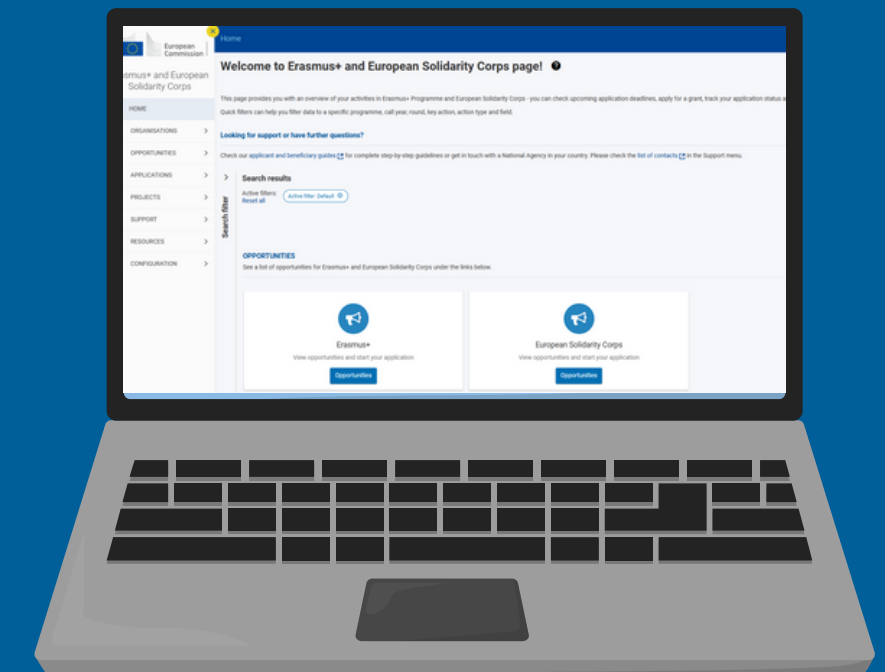 European
Commission
smus+ and European
Solidarity Corps
HOME
ORGANISATIONS
OPPORTUNITIES
APPLICATIONS
PROJECTS
SUPPORT
RESOURCES
CONFIGURATION
Home
Welcome to Erasmus+ and European Solidarity Corps page!
This page provides you with an overview of your activities in Erasmus+ Programme and European Solidarity Corps - you can check upcoming application deadlines, apply for a grant, track your application status a
Quick filters can help you filter data to a specific programme, call year, round, key action, action type and field.
Looking for support or have further questions?
Check our applicant and beneficiary guides for complete step-by-step guidelines or get in touch with a National Agency in your country. Please check the list of contacts in the Support menu.
Search filter
Search results
Active filters:
Reset all
Active filter: Default
OPPORTUNITIES
See a list of opportunities for Erasmus+ and European Solidarity Corps under the links below.
Erasmus+
View opportunities and start your application
Opportunities
European Solidarity Corps
View opportunities and start your application
Opportunities